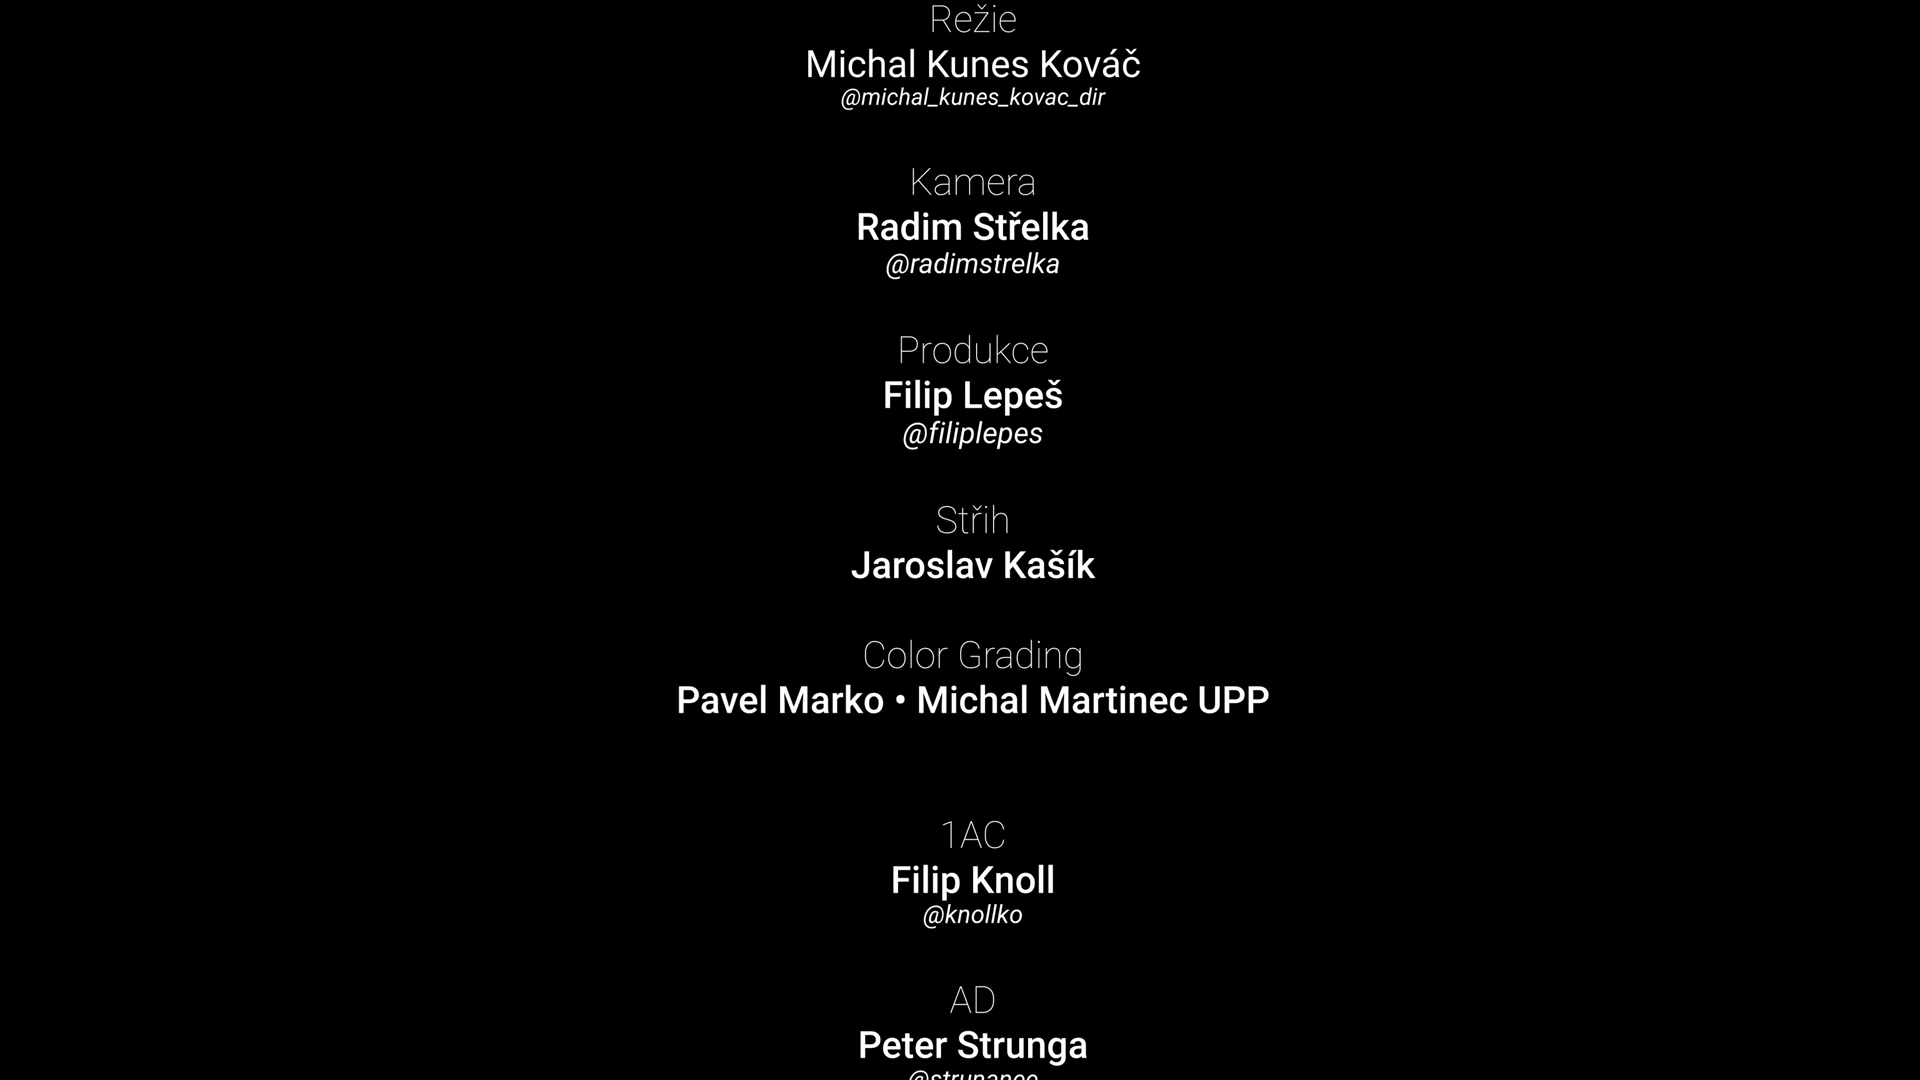 Režie
Michal Kunes Kováč
@michal_kunes_kovac_dir
Kamera
Radim Střelka
@radimstrelka
Produkce
Filip Lepeš
@filiplepes
Střih
Jaroslav Kašík
Color Grading
Pavel Marko • Michal Martinec UPP
1AC
Filip Knoll
@knollko
AD
Peter Strunga